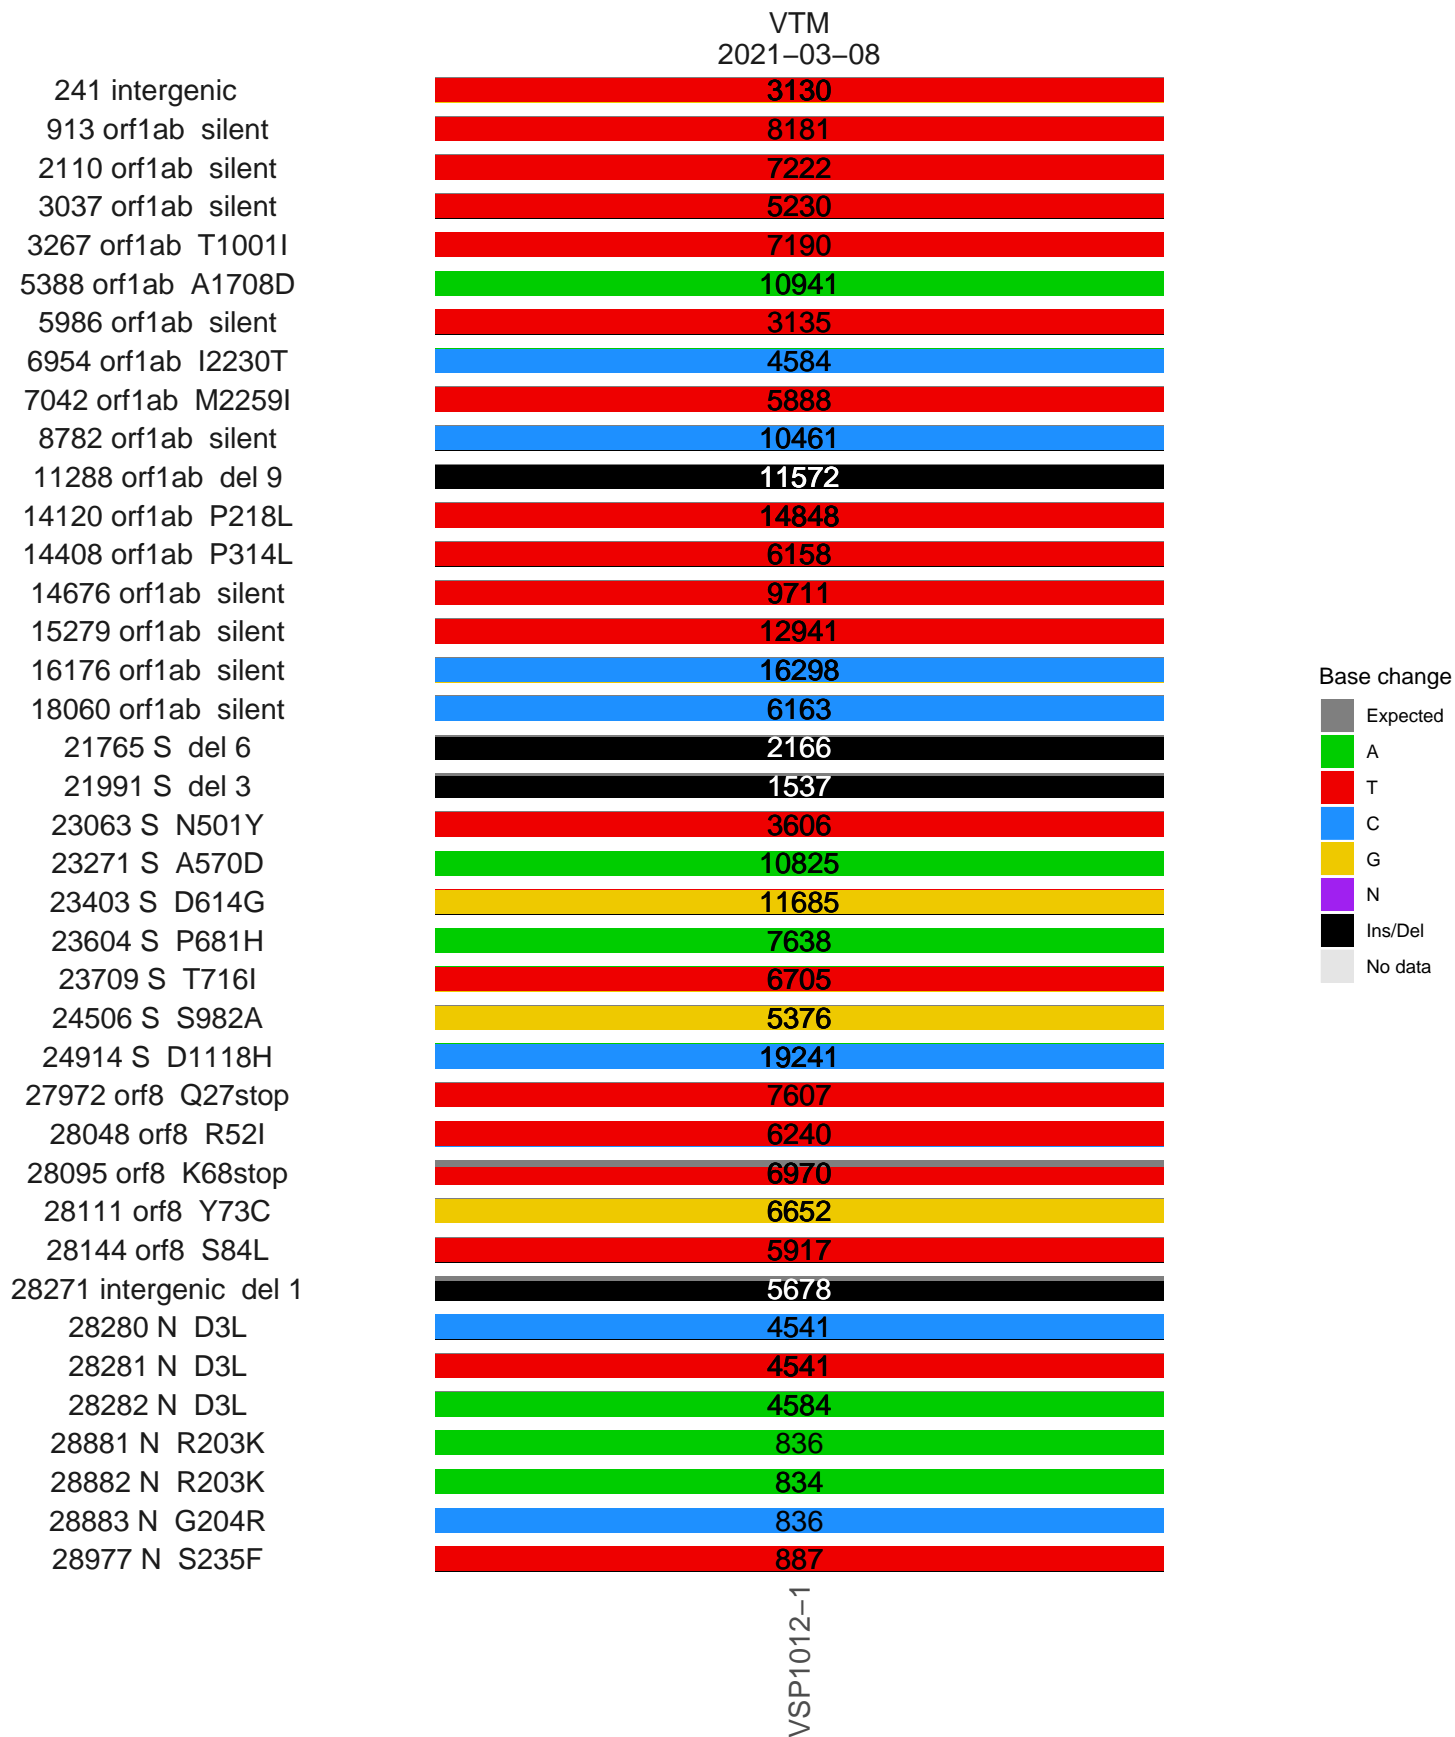 VTM
2021−03−08
241 intergenic 3130
913 orf1ab silent 8181
2110 orf1ab silent 7222
3037 orf1ab silent 5230
3267 orf1ab T1001I 7190
5388 orf1ab A1708D 10941
5986 orf1ab silent 3135
6954 orf1ab I2230T 4584
7042 orf1ab M2259I 5888
8782 orf1ab silent 10461
11288 orf1ab del 9 11572
14120 orf1ab P218L 14848
14408 orf1ab P314L 6158
14676 orf1ab silent 9711
15279 orf1ab silent 12941
16176 orf1ab silent 16298
18060 orf1ab silent 6163
21765 S del 6 2166
21991 S del 3 1537
23063 S N501Y 3606
23271 S A570D 10825
23403 S D614G 11685
23604 S P681H 7638
23709 S T716I 6705
24506 S S982A 5376
24914 S D1118H 19241
27972 orf8 Q27stop 7607
28048 orf8 R52I 6240
28095 orf8 K68stop 6970
28111 orf8 Y73C 6652
28144 orf8 S84L 5917
28271 intergenic del 1 5678
28280 N D3L 4541
28281 N D3L 4541
28282 N D3L 4584
28881 N R203K 836
28882 N R203K 834
28883 N G204R 836
28977 N S235F 887
VSP1012−1
Base change
Expected
A
T
C
G
N
Ins/Del
No data